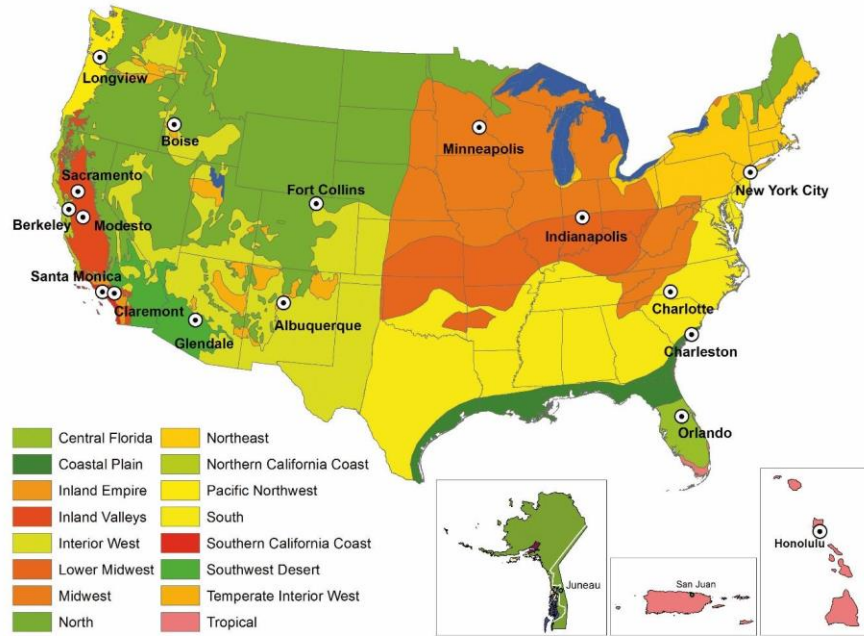 Longview
Boise
Minneapolis
Sacramento
New York City
Fort Collins
Berkeley
Modesto
Indianapolis
Santa Monica
Claremont
Albuquerque
Charlotte
Glendale
Charleston
Orlando
Central Florida
Coastal Plain
Inland Empire
Inland Valleys
Interior West
Lower Midwest
Midwest
North
Northeast
Northern California Coast
Pacific Northwest
South
Southern California Coast
Southwest Desert
Temperate Interior West
Tropical
Juneau
San Juan
Honolulu